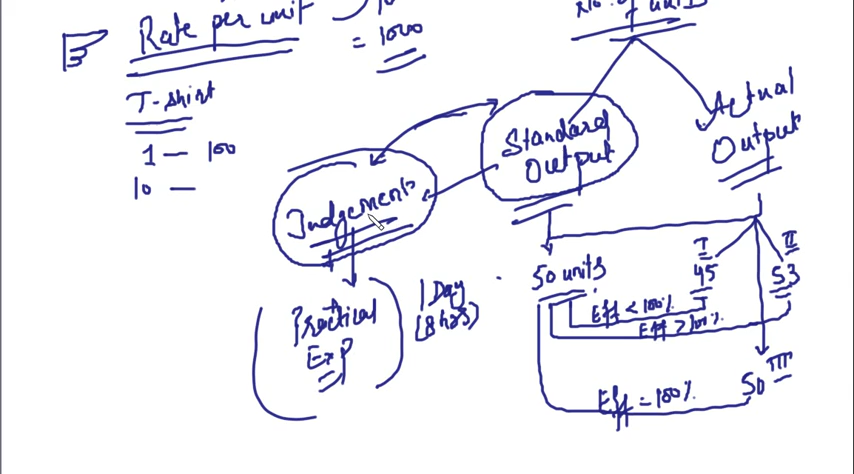 Rate per unit
= 1000
No. of units
T-shirt
1 — 100
10 —
Standard
Output
Actual
Output
Judgement
50 units
I
45
II
53
Eff < 100%
Eff > 100%
Practical
Exp
1 Day
(8 hrs)
50 III
Eff = 100%